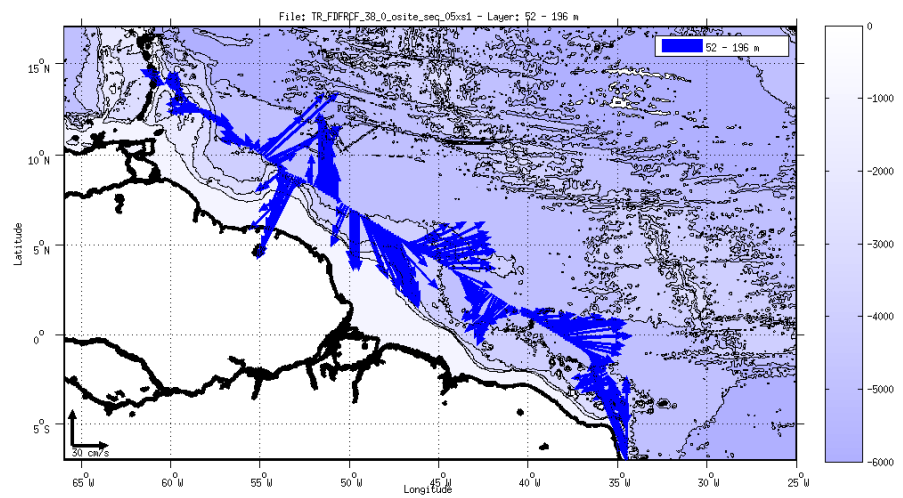 File: TR_FDFRCF_38_0_osite_sec_05xs1 - Layer: 52 - 196 m
52 - 196 m
15°N
10°N
5°N
0°
5°S
Latitude
30 cm/s
65°W 60°W 55°W 50°W 45°W 40°W 35°W 30°W 25°W
Longitude
0
-1000
-2000
-3000
-4000
-5000
-6000